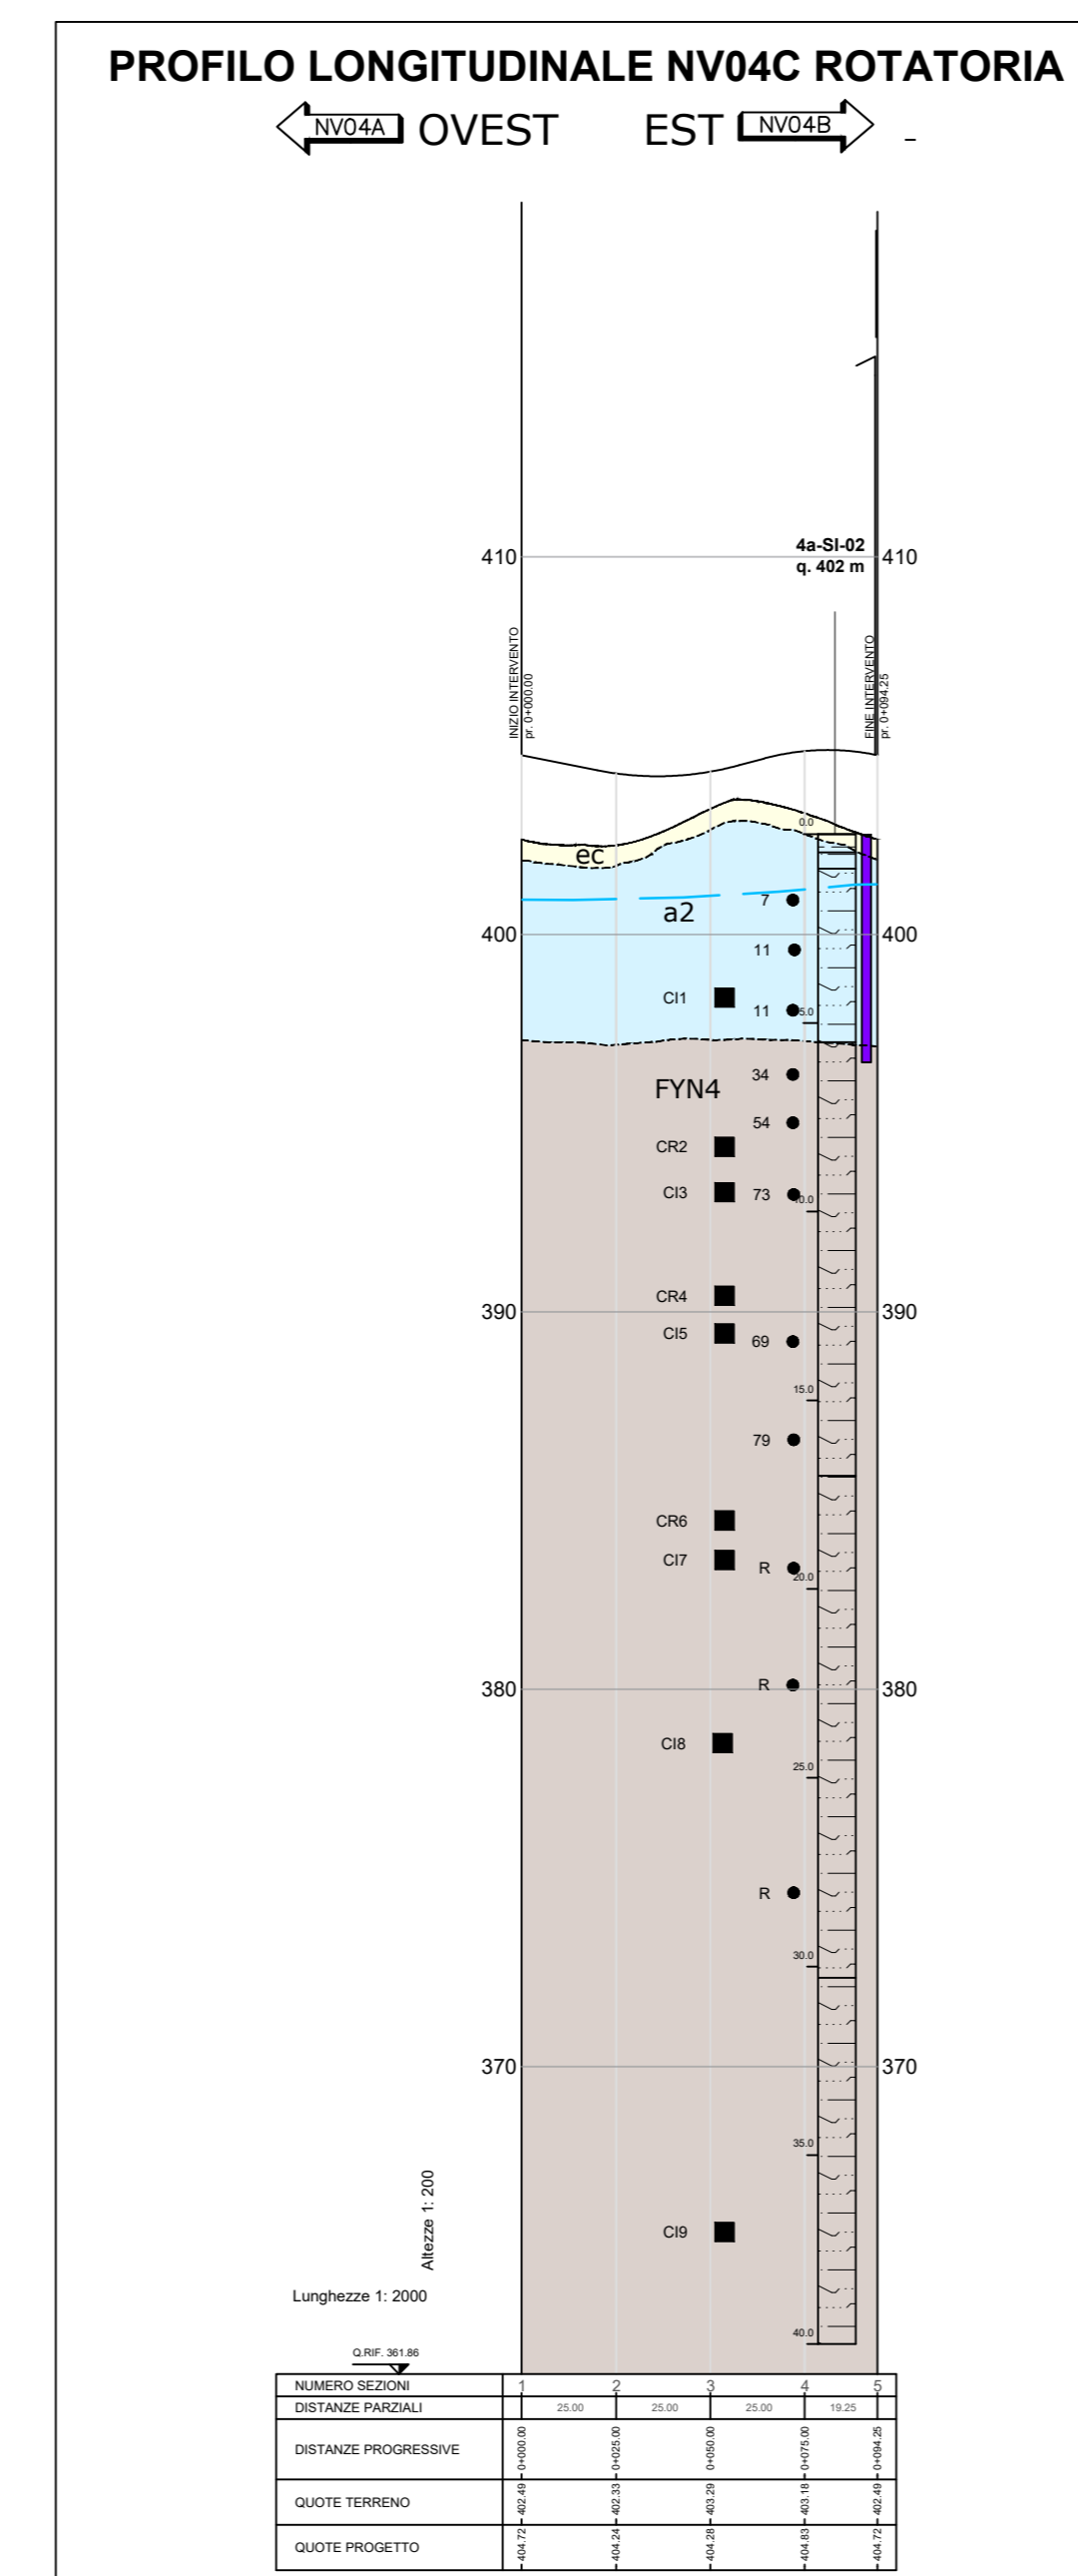 PROFILO LONGITUDINALE NV04C ROTATORIA
NV04A OVEST EST NV04B –
4a-SI-02
q. 402 m
410 410
INIZIO INTERVENTO
pr. 0+000.00
FINE INTERVENTO
pr. 0+094.25
0.0
ec
7
a2
400 400
11
CI1
11 5.0
34
FYN4
54
CR2
CI3 73 10.0
CR4
390 390
CI5 69
15.0
79
CR6
CI7
R 20.0
380 R 380
CI8
25.0
R
30.0
370 370
35.0
CI9
Altezze 1: 200
Lunghezze 1: 2000
40.0
Q.RIF. 361.86
NUMERO SEZIONI 1 2 3 4 5
DISTANZE PARZIALI 25.00 25.00 25.00 19.25
DISTANZE PROGRESSIVE 0+000.00 0+025.00 0+050.00 0+075.00 0+094.25
QUOTE TERRENO 402.49 402.33 403.29 403.18 402.49
QUOTE PROGETTO 404.72 404.24 404.28 404.83 404.72